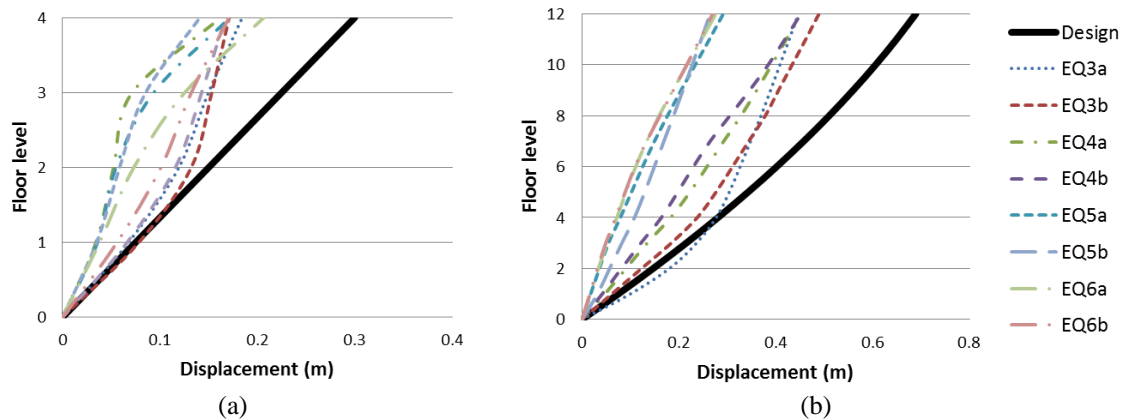 4
3
2
1
0
Floor level
0
0.1
0.2
0.3
0.4
Displacement (m)
(a)
12
10
8
6
4
2
0
Floor level
0
0.2
0.4
0.6
0.8
Displacement (m)
(b)
Design
EQ3a
EQ3b
EQ4a
EQ4b
EQ5a
EQ5b
EQ6a
EQ6b